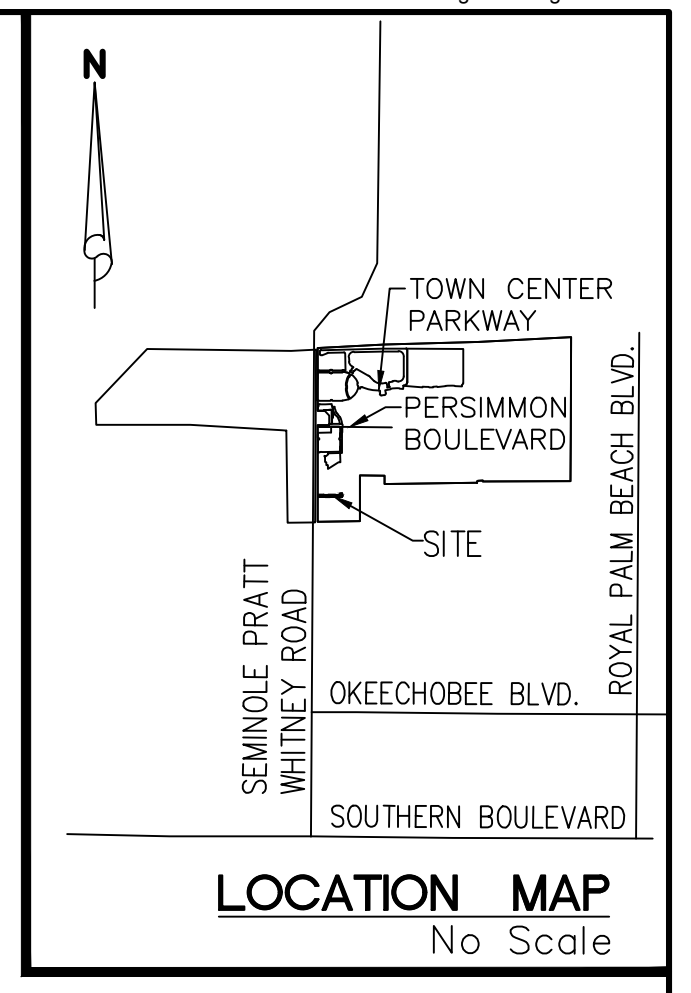 N
TOWN CENTER
PARKWAY
PERSIMMON
BOULEVARD
ROYAL PALM BEACH BLVD.
SITE
SEMINOLE PRATT
WHITNEY ROAD
OKEECHOBEE BLVD.
SOUTHERN BOULEVARD
LOCATION MAP
No Scale